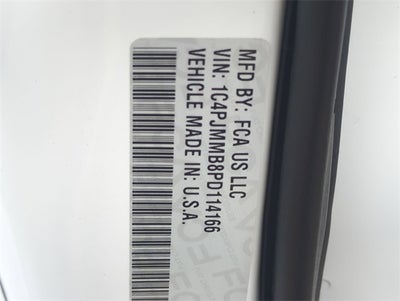 MFD BY: FCA US LLC
VIN: 1C4PJMMB8PD114166
VEHICLE MADE IN: U.S.A.